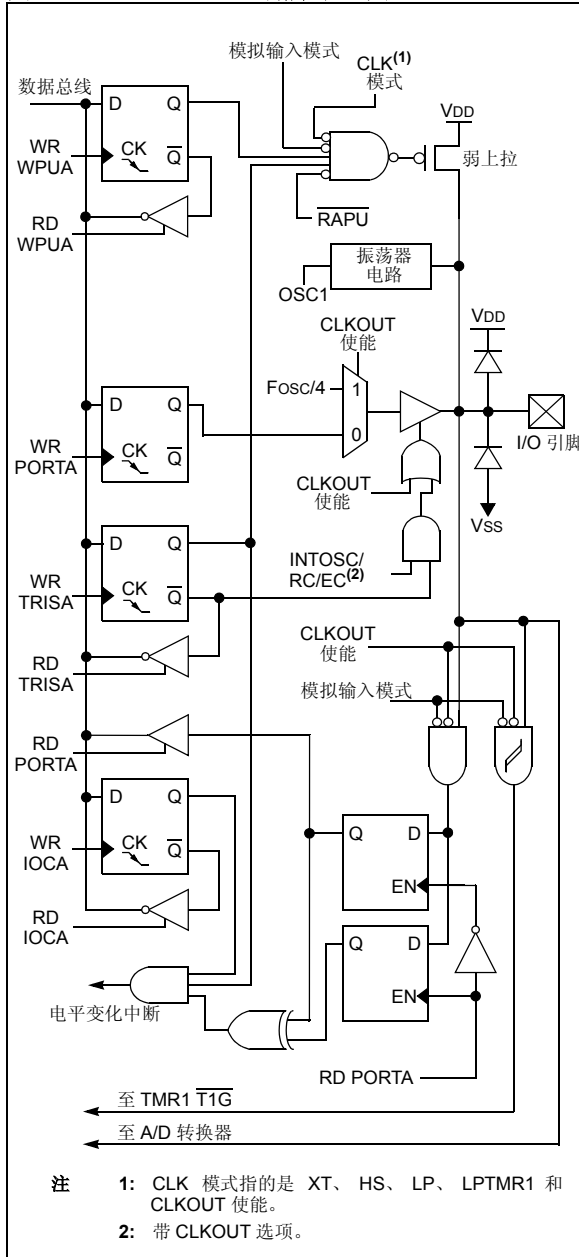 模拟输入模式
CLK(1)
模式
数据总线
D
Q
VDD
WR
WPUA
CK
Q
弱上拉
RD
WPUA
RAPU
振荡器
电路
OSC1
CLKOUT
使能
VDD
D
Q
FOSC/4
1
0
WR
PORTA
CK
Q
I/O 引脚
CLKOUT
使能
VSS
D
Q
WR
TRISA
CK
Q
INTOSC/
RC/EC(2)
CLKOUT
使能
RD
TRISA
模拟输入模式
RD
PORTA
D
Q
Q
D
WR
IOCA
CK
Q
EN
RD
IOCA
Q
D
EN
电平变化中断
RD PORTA
至 TMR1 T1G
至 A/D 转换器
注 1: CLK 模式指的是 XT、 HS、 LP、 LPTMR1 和
CLKOUT 使能。
2: 带 CLKOUT 选项。